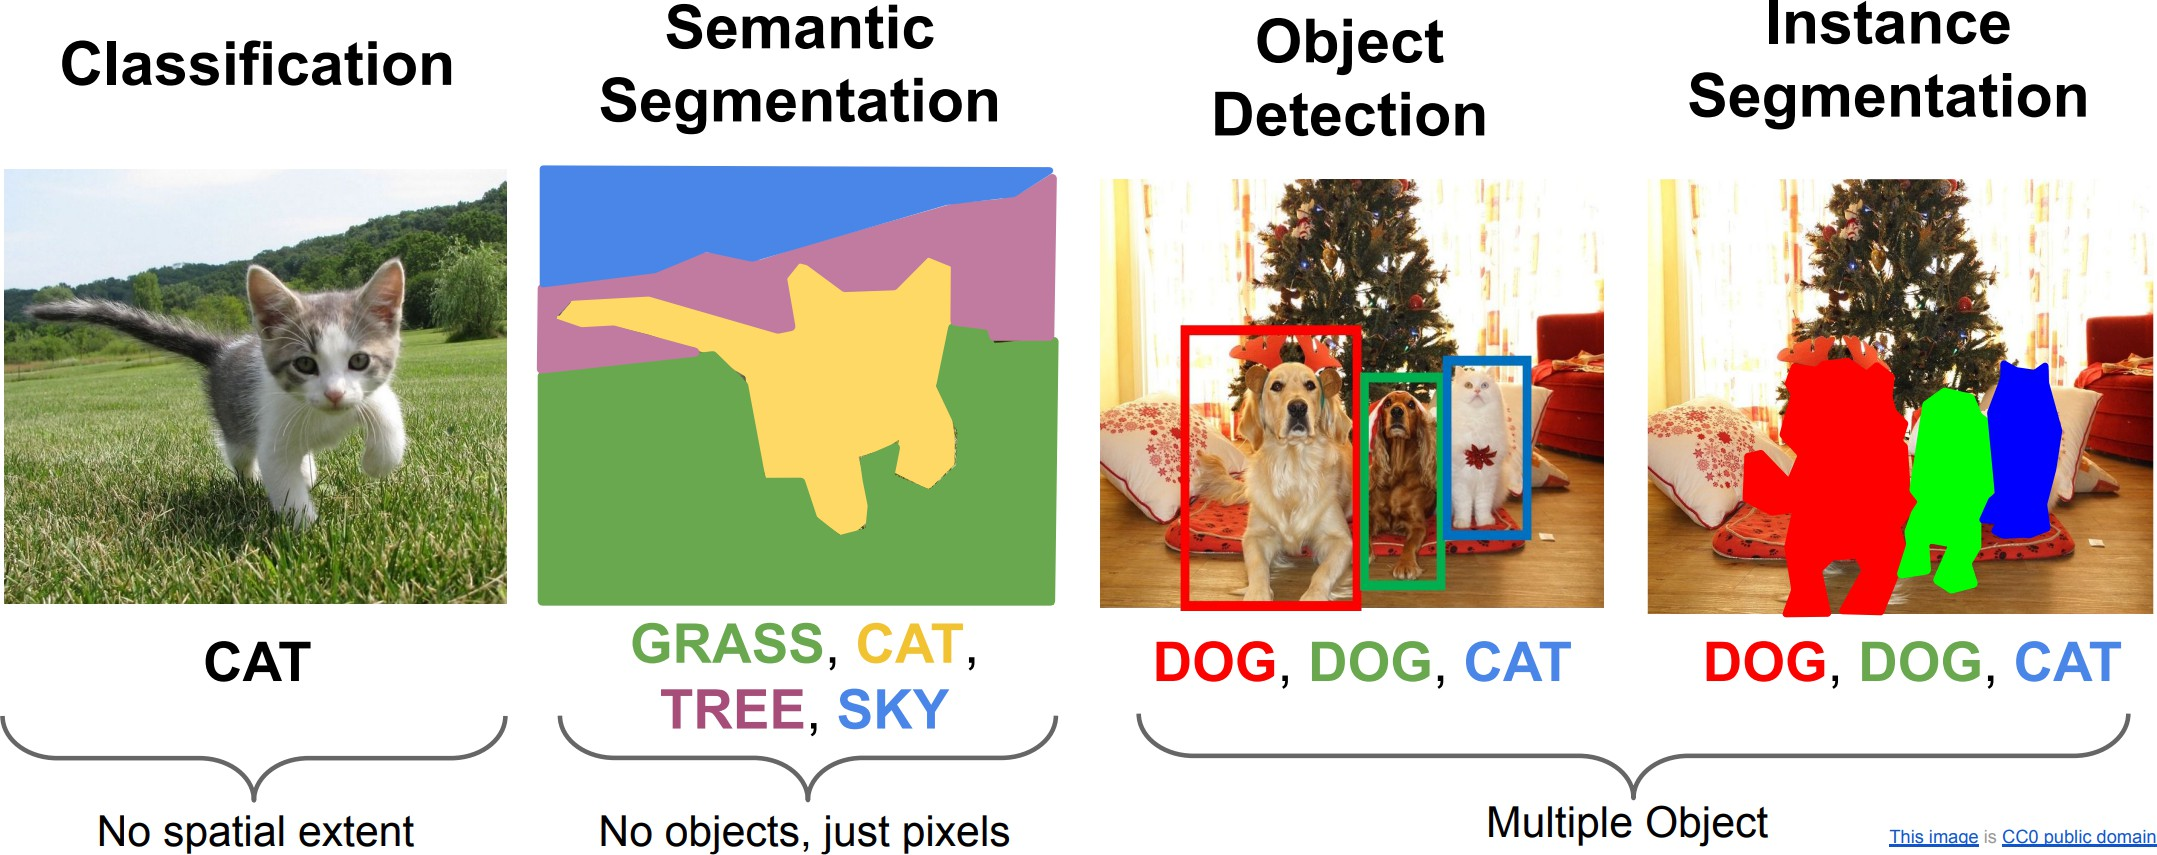 Classification
Semantic
Segmentation
Object
Detection
Instance
Segmentation
CAT
GRASS, CAT,
TREE, SKY
DOG, DOG, CAT
DOG, DOG, CAT
No spatial extent
No objects, just pixels
Multiple Object
This image is CC0 public domain